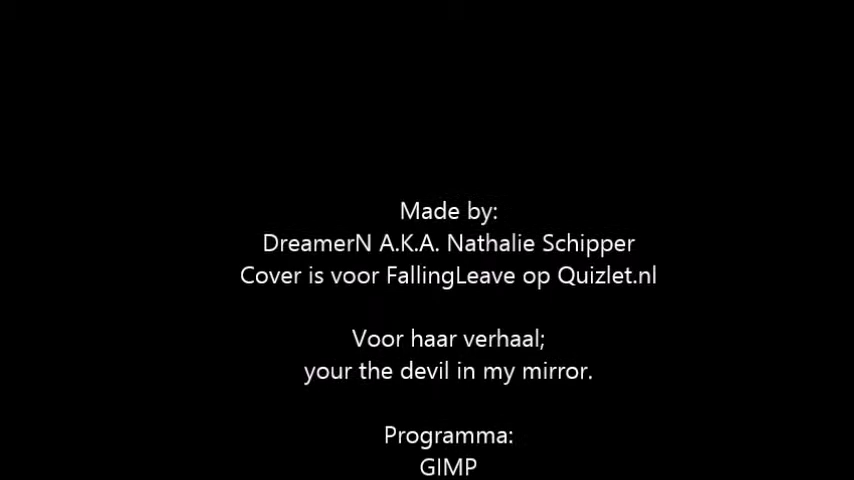 Made by:
DreamerN A.K.A. Nathalie Schipper
Cover is voor FallingLeave op Quizlet.nl
Voor haar verhaal;
your the devil in my mirror.
Programma:
GIMP